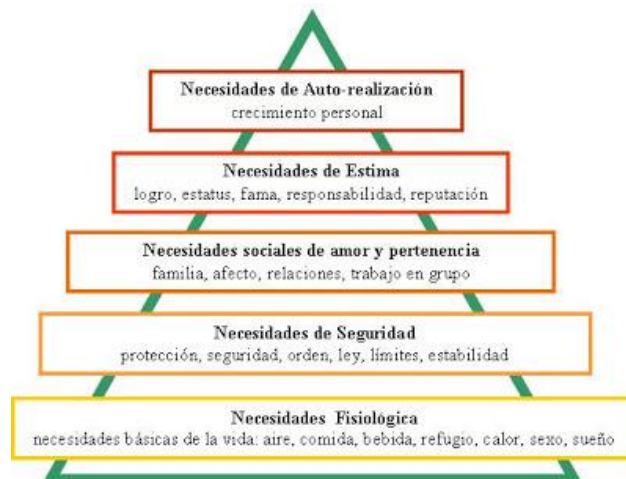 Necesidades de Auto-realización
crecimiento personal
Necesidades de Estima
logro, estatus, fama, responsabilidad, reputación
Necesidades sociales de amor y pertenencia
familia, afecto, relaciones, trabajo en grupo
Necesidades de Seguridad
protección, seguridad, orden, ley, límites, estabilidad
Necesidades Fisiológica
necesidades básicas de la vida: aire, comida, bebida, refugio, calor, sexo, sueño